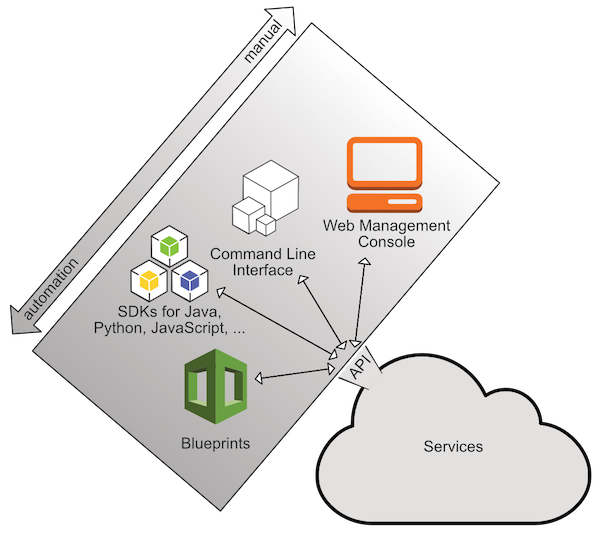 manual
automation
Web Management
Console
Command Line
Interface
SDKs for Java,
Python, JavaScript, ...
Blueprints
API
Services